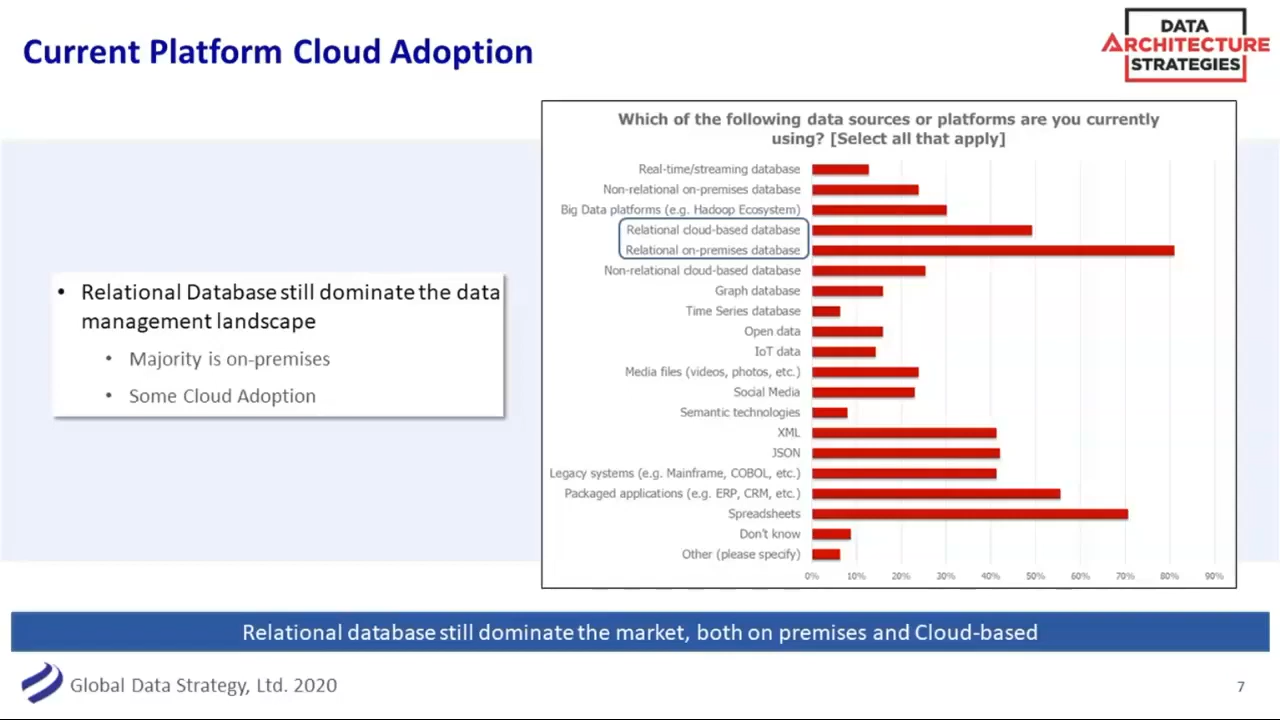 Current Platform Cloud Adoption
DATA
ARCHITECTURE
STRATEGIES
• Relational Database still dominate the data
management landscape
• Majority is on-premises
• Some Cloud Adoption
Which of the following data sources or platforms are you currently
using? [Select all that apply]
Real-time/streaming database
Non-relational on-premises database
Big Data platforms (e.g. Hadoop Ecosystem)
Relational cloud-based database
Relational on-premises database
Non-relational cloud-based database
Graph database
Time Series database
Open data
IoT data
Media files (videos, photos, etc.)
Social Media
Semantic technologies
XML
JSON
Legacy systems (e.g. Mainframe, COBOL, etc.)
Packaged applications (e.g. ERP, CRM, etc.)
Spreadsheets
Don't know
Other (please specify)
0% 10% 20% 30% 40% 50% 60% 70% 80% 90%
Relational database still dominate the market, both on premises and Cloud-based
Global Data Strategy, Ltd. 2020
7